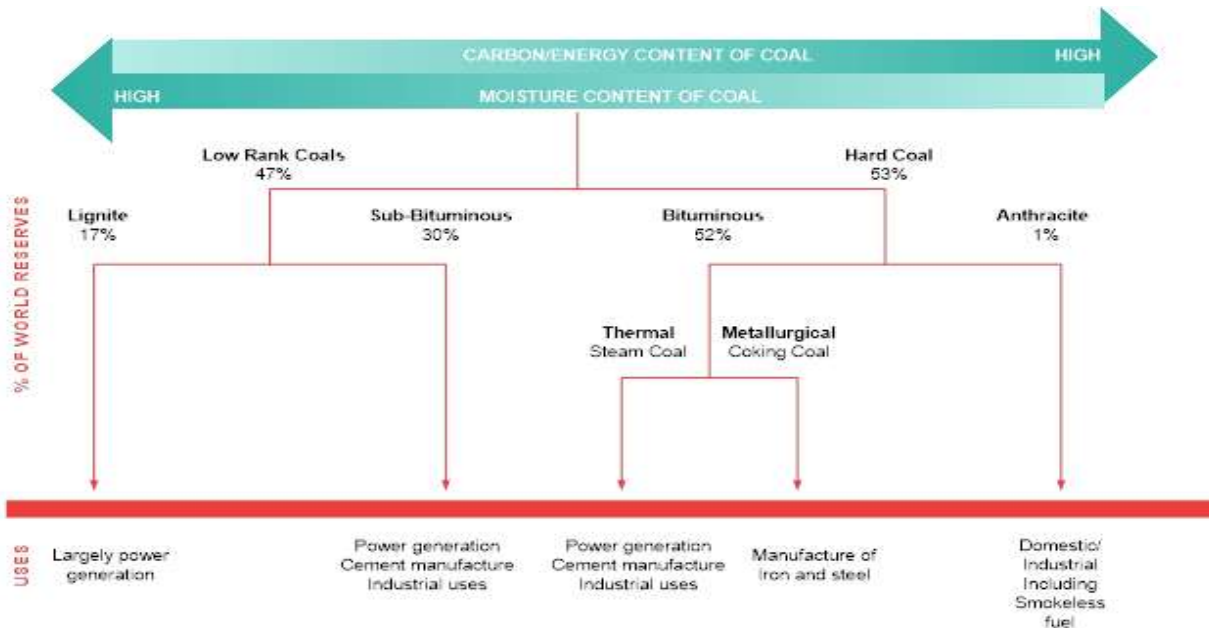 CARBON/ENERGY CONTENT OF COAL HIGH
HIGH MOISTURE CONTENT OF COAL
Low Rank Coals
47%
Hard Coal
53%
% OF WORLD RESERVES
Lignite
17%
Sub-Bituminous
30%
Bituminous
52%
Anthracite
1%
Thermal
Steam Coal
Metallurgical
Coking Coal
USES
Largely power
generation
Power generation
Cement manufacture
Industrial uses
Power generation
Cement manufacture
Industrial uses
Manufacture of
iron and steel
Domestic/
Industrial
Including
Smokeless
fuel